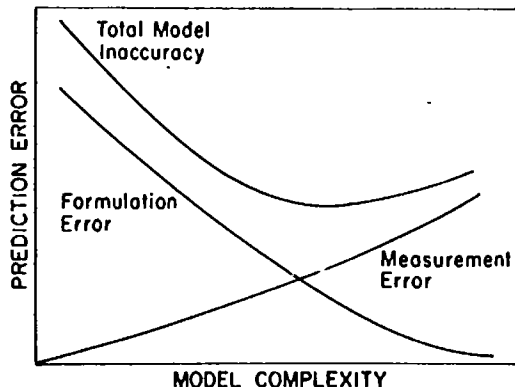 Total Model
Inaccuracy
Formulation
Error
Measurement
Error
PREDICTION ERROR
MODEL COMPLEXITY